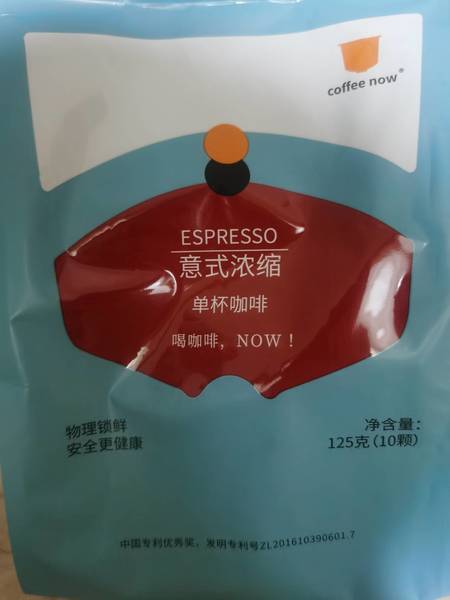 coffee now®
ESPRESSO
意式浓缩
单杯咖啡
喝咖啡，NOW！
物理锁鲜
安全更健康
净含量：
125克(10颗)
中国专利优秀奖，发明专利号ZL201610390601.7